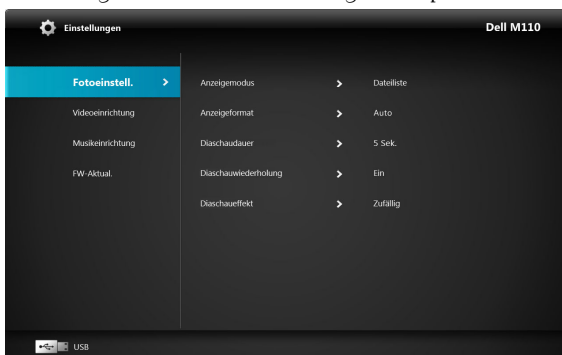 Einstellungen Dell M110
Fotoeinstell. Anzeigemodus Dateiliste
Videoeinrichtung Anzeigeformat Auto
Musikeinrichtung Diaschaudauer 5 Sek.
FW-Aktual. Diaschauwiederholung Ein
Diaschaueffekt Zufällig
USB